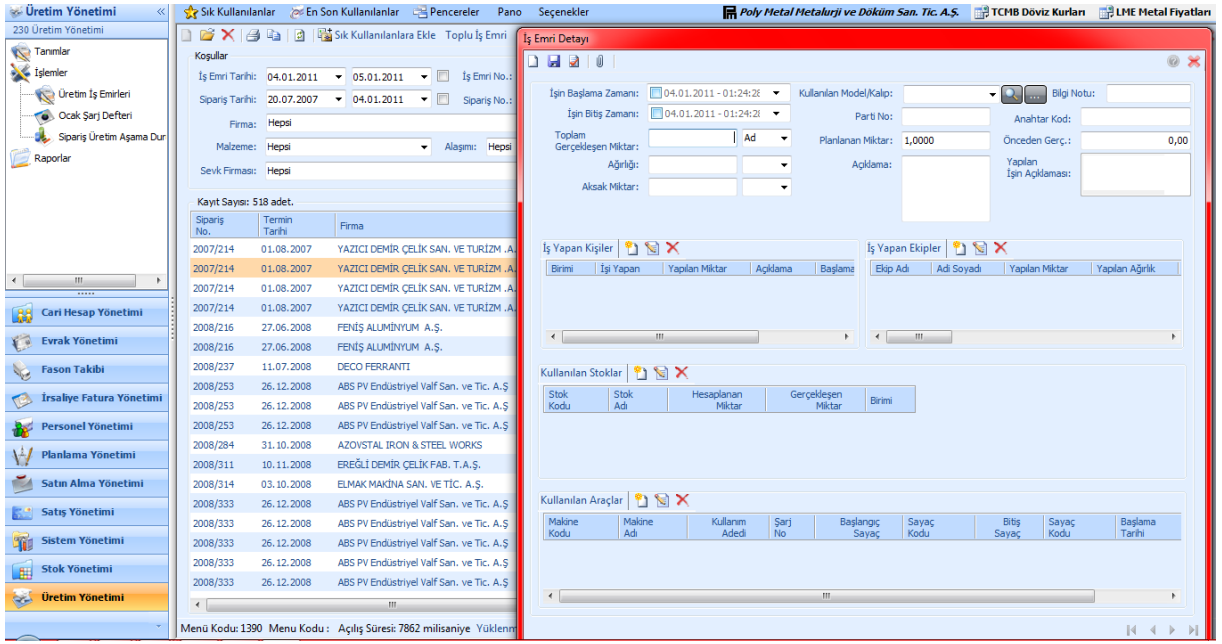 Üretim Yönetimi
«
230 Üretim Yönetimi
Tanımlar
İşlemler
Üretim İş Emirleri
Ocak Şarj Defteri
Sipariş Üretim Aşama Dur
Raporlar
Cari Hesap Yönetimi
Evrak Yönetimi
Fason Takibi
İrsaliye Fatura Yönetimi
Personel Yönetimi
Planlama Yönetimi
Satın Alma Yönetimi
Satış Yönetimi
Sistem Yönetimi
Stok Yönetimi
Üretim Yönetimi
Sık Kullanılanlar En Son Kullanılanlar Pencereler Pano Seçenekler
Poly Metal Metalurji ve Döküm San. Tic. A.Ş. TCMB Döviz Kurları LME Metal Fiyatları
Sık Kullanılanlara Ekle Toplu İş Emri
Koşullar
İş Emri Tarihi: 04.01.2011 05.01.2011 İş Emri No.:
Sipariş Tarihi: 20.07.2007 04.01.2011 Sipariş No.:
Firma: Hepsi
Malzeme: Hepsi Alaşımı: Hepsi
Sevk Firması: Hepsi
Kayıt Sayısı: 518 adet.
Sipariş No. Termin Tarihi Firma
2007/214 01.08.2007 YAZICI DEMİR ÇELİK SAN. VE TURİZM .A.
2007/214 01.08.2007 YAZICI DEMİR ÇELİK SAN. VE TURİZM .A.
2007/214 01.08.2007 YAZICI DEMİR ÇELİK SAN. VE TURİZM .A.
2007/214 01.08.2007 YAZICI DEMİR ÇELİK SAN. VE TURİZM .A.
2008/216 27.06.2008 FENİŞ ALUMİNYUM A.Ş.
2008/216 27.06.2008 FENİŞ ALUMİNYUM A.Ş.
2008/237 11.07.2008 DECO FERRANTI
2008/253 26.12.2008 ABS PV Endüstriyel Valf San. ve Tic. A.Ş
2008/253 26.12.2008 ABS PV Endüstriyel Valf San. ve Tic. A.Ş
2008/253 26.12.2008 ABS PV Endüstriyel Valf San. ve Tic. A.Ş
2008/284 31.10.2008 AZOVSTAL IRON & STEEL WORKS
2008/311 10.11.2008 EREĞLİ DEMİR ÇELİK FAB. T.A.Ş.
2008/314 03.10.2008 ELMAK MAKİNA SAN. VE TİC. A.Ş.
2008/333 26.12.2008 ABS PV Endüstriyel Valf San. ve Tic. A.Ş
2008/333 26.12.2008 ABS PV Endüstriyel Valf San. ve Tic. A.Ş
2008/333 26.12.2008 ABS PV Endüstriyel Valf San. ve Tic. A.Ş
2008/333 26.12.2008 ABS PV Endüstriyel Valf San. ve Tic. A.Ş
2008/333 26.12.2008 ABS PV Endüstriyel Valf San. ve Tic. A.Ş
Menü Kodu: 1390 Menu Kodu : Açılış Süresi: 7862 milisaniye Yüklenm
İş Emri Detayı
İşin Başlama Zamanı: 04.01.2011 - 01:24:28 Kullanılan Model/Kalıp: ... Bilgi Notu:
İşin Bitiş Zamanı: 04.01.2011 - 01:24:28 Parti No: Anahtar Kod:
Toplam Gerçekleşen Miktar: Ad Planlanan Miktar: 1,0000 Önceden Gerç.: 0,00
Ağırlığı: Açıklama: Yapılan İşin Açıklaması:
Aksak Miktar:
İş Yapan Kişiler
Birimi İşi Yapan Yapılan Miktar Açıklama Başlama
İş Yapan Ekipler
Ekip Adı Adi Soyadı Yapılan Miktar Yapılan Ağırlık
Kullanılan Stoklar
Stok Kodu Stok Adı Hesaplanan Miktar Gerçekleşen Miktar Birimi
Kullanılan Araçlar
Makine Kodu Makine Adı Kullanım Adedi Şarj No Başlangıç Sayaç Sayaç Kodu Bitiş Sayaç Sayaç Kodu Başlama Tarihi